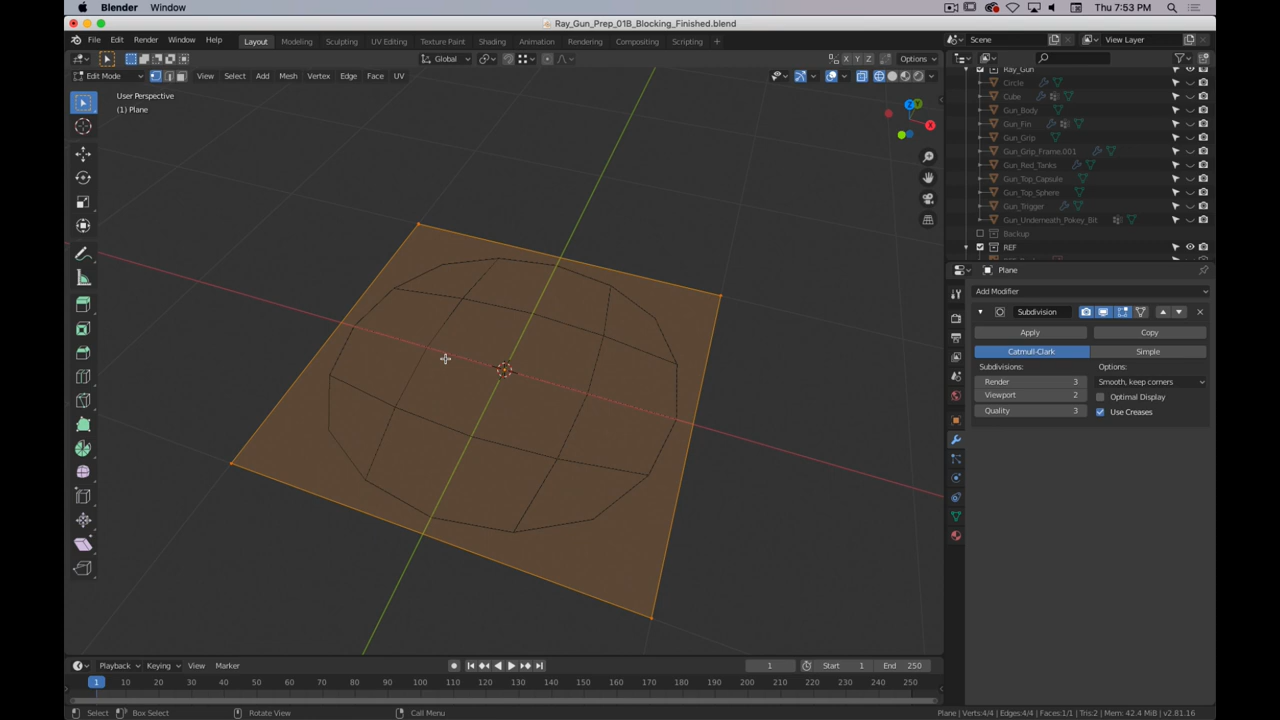 Blender Window Thu 7:53 PM
Ray_Gun_Prep_01B_Blocking_Finished.blend
File Edit Render Window Help Layout Modeling Sculpting UV Editing Texture Paint Shading Animation Rendering Compositing Scripting + Scene View Layer
Global Options
Edit Mode View Select Add Mesh Vertex Edge Face UV X Y Z
User Perspective
(1) Plane
Z
Y
X
Ray_Gun
Circle
Cube
Gun_Body
Gun_Fin
Gun_Grip
Gun_Grip_Frame.001
Gun_Red_Tanks
Gun_Top_Capsule
Gun_Top_Sphere
Gun_Trigger
Gun_Underneath_Pokey_Bit
Backup
REF
Plane
Add Modifier
Subdivision
Apply Copy
Catmull-Clark Simple
Subdivisions: Options:
Render 3 Smooth, keep corners
Viewport 2 Optimal Display
Quality 3 Use Creases
Playback Keying View Marker 1 Start 1 End 250
1 10 20 30 40 50 60 70 80 90 100 110 120 130 140 150 160 170 180 190 200 210 220 230 240 250
Select Box Select Rotate View Call Menu Plane | Verts:4/4 | Edges:4/4 | Faces:1/1 | Tris:2 | Mem: 42.4 MiB | v2.81.16